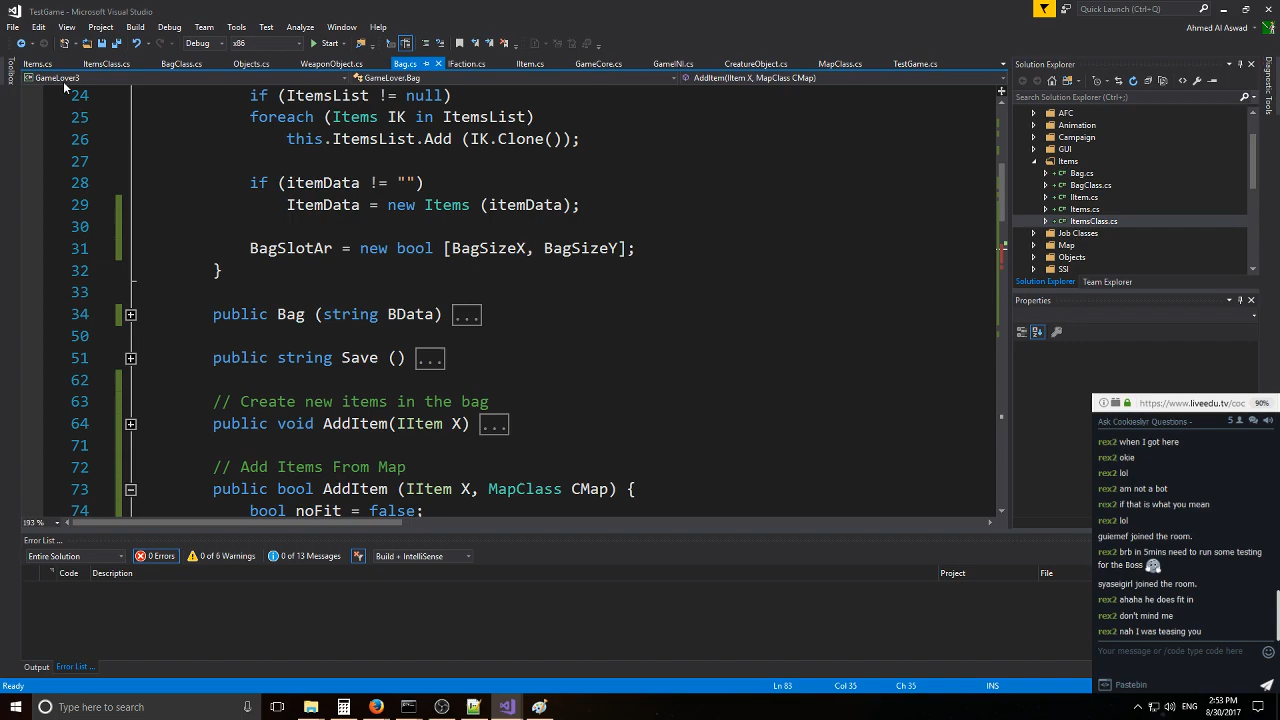 TestGame - Microsoft Visual Studio
Quick Launch (Ctrl+;)
File Edit View Project Build Debug Team Tools Test Analyze Window Help
Ahmed Al Aswad
Debug x86 Start
Items.cs ItemsClass.cs BagClass.cs Objects.cs WeaponObject.cs Bag.cs IFaction.cs IItem.cs GameCore.cs GameINI.cs CreatureObject.cs MapClass.cs TestGame.cs
GameLover3 GameLover.Bag AddItem(Item X, MapClass CMap)
Toolbox
24 if (ItemsList != null)
25 foreach (Items IK in ItemsList)
26 this.ItemsList.Add (IK.Clone());
27
28 if (itemData != "")
29 ItemData = new Items (itemData);
30
31 BagSlotAr = new bool [BagSizeX, BagSizeY];
32 }
33
34 public Bag (string BData) ...
50
51 public string Save () ...
62
63 // Create new items in the bag
64 public void AddItem(IItem X) ...
71
72 // Add Items From Map
73 public bool AddItem (IItem X, MapClass CMap) {
74 bool noFit = false;
193 %
Solution Explorer
Search Solution Explorer (Ctrl+;)
AFC
Animation
Campaign
GUI
Items
Bag.cs
BagClass.cs
IItem.cs
Items.cs
ItemsClass.cs
Job Classes
Map
Objects
SSI
Solution Explorer Team Explorer
Properties
Diagnostic Tools
Error List ...
Entire Solution 0 Errors 0 of 6 Warnings 0 of 13 Messages Build + IntelliSense
Code Description Project File
Output Error List ...
Ready Ln 83 Col 35 Ch 35 INS
https://www.liveedu.tv/coc 90%
Ask Cookieslyr Questions - 5
rex2 when I got here
rex2 okie
rex2 lol
rex2 am not a bot
rex2 if that is what you mean
rex2 lol
guiemef joined the room.
rex2 brb in 5mins need to run some testing
for the Boss
syaseigirl joined the room.
rex2 ahaha he does fit in
rex2 don't mind me
rex2 nah I was teasing you
Your message or /code type code here
Pastebin
Type here to search
ENG
2:53 PM
8/30/2017